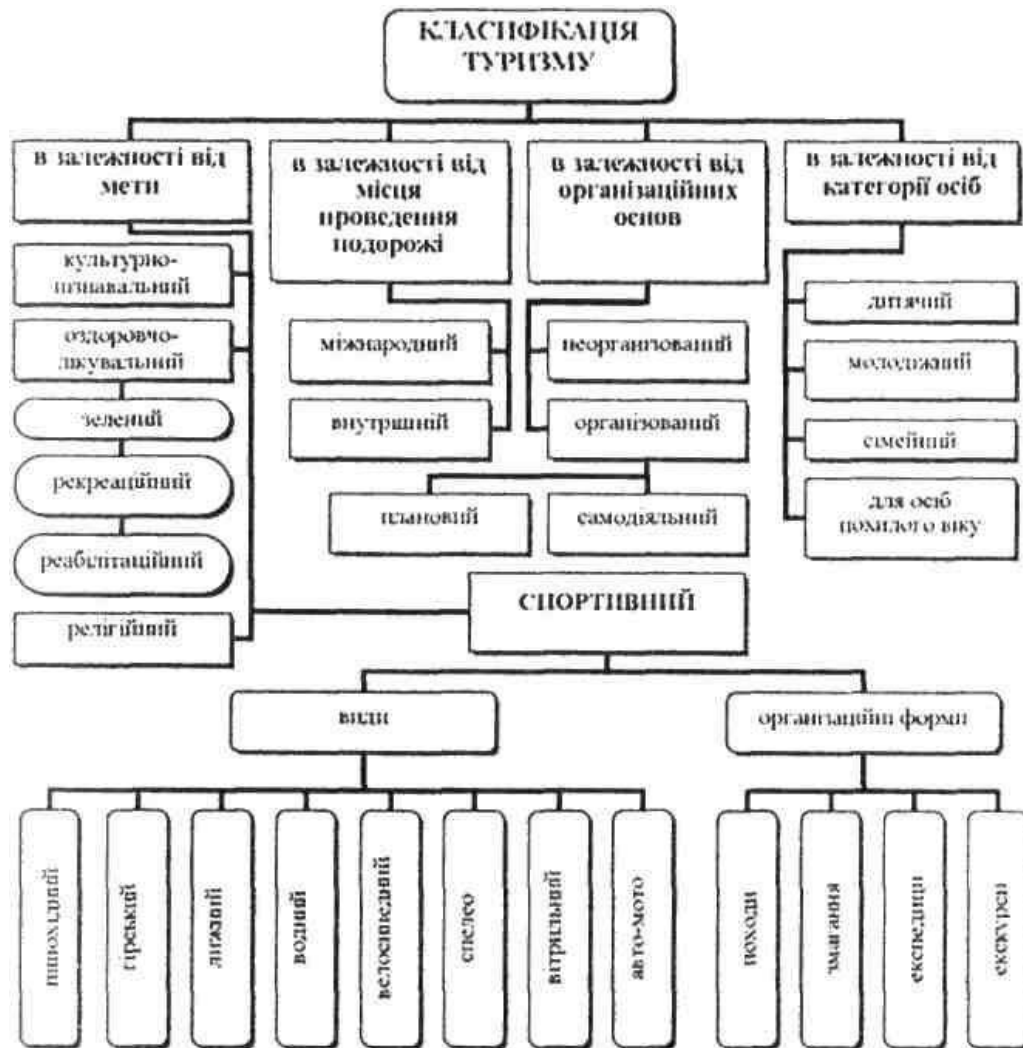 КЛАСИФІКАЦІЯ
ТУРИЗМУ
в залежності від
мети
в залежності від
місця
проведення
подорожі
в залежності від
організаційних
основ
в залежності від
категорії осіб
культурно-
пізнавальний
оздоровчо-
лікувальний
зелений
рекреаційний
реабілітаційний
релігійний
міжнародний
внутрішній
неорганізований
організований
плановий
самодіяльний
дитячий
молодіжний
сімейний
для осіб
похилого віку
СПОРТИВНИЙ
види
організаційні форми
пішохідний
гірський
лижний
водний
велосипедний
спелео
вітрильний
авто-мото
походи
змагання
експедиції
екскурсії